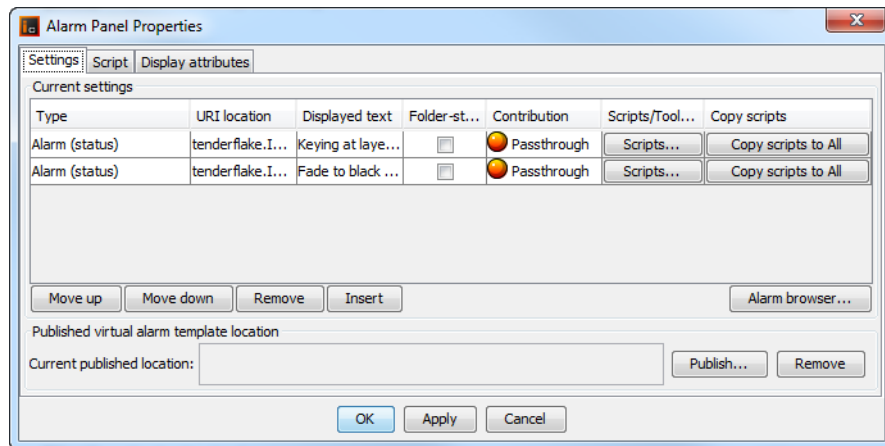 Alarm Panel Properties
Settings Script Display attributes
Current settings
Type URI location Displayed text Folder-st... Contribution Scripts/Tool... Copy scripts
Alarm (status) tenderflake.I... Keying at laye... Passthrough Scripts... Copy scripts to All
Alarm (status) tenderflake.I... Fade to black ... Passthrough Scripts... Copy scripts to All
Move up Move down Remove Insert Alarm browser...
Published virtual alarm template location
Current published location: Publish... Remove
OK Apply Cancel